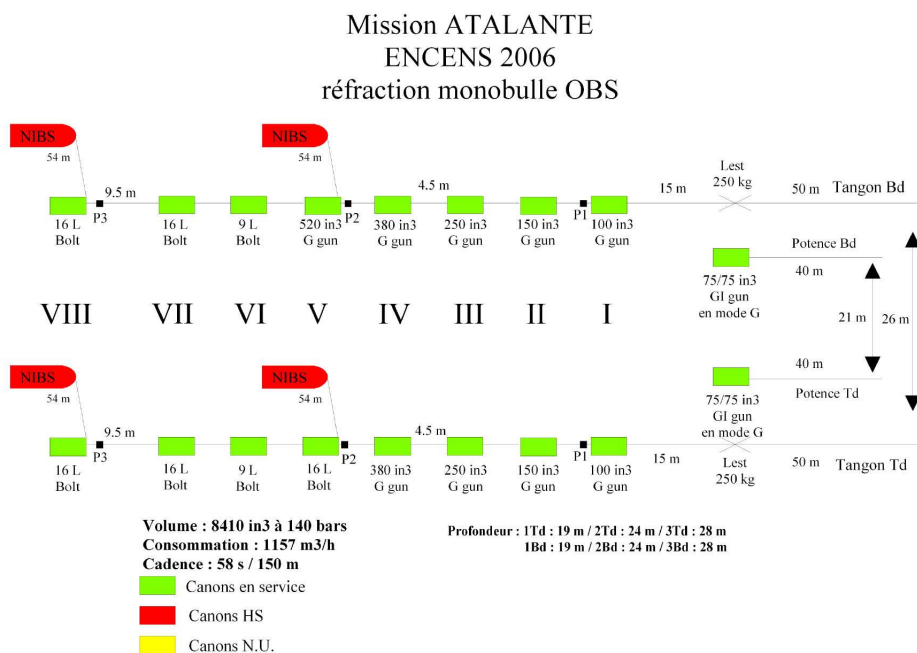 Mission ATALANTE
ENCENS 2006
réfraction monobulle OBS
NIBS
54 m
NIBS
54 m
9.5 m
4.5 m
15 m
Lest
250 kg
50 m
Tangon Bd
P3
P2
P1
16 L
Bolt
16 L
Bolt
9 L
Bolt
520 in3
G gun
380 in3
G gun
250 in3
G gun
150 in3
G gun
100 in3
G gun
Potence Bd
40 m
75/75 in3
GI gun
en mode G
VIII
VII
VI
V
IV
III
II
I
21 m
26 m
NIBS
54 m
NIBS
54 m
40 m
Potence Td
75/75 in3
GI gun
en mode G
9.5 m
4.5 m
15 m
Lest
250 kg
50 m
Tangon Td
P3
P2
P1
16 L
Bolt
16 L
Bolt
9 L
Bolt
16 L
Bolt
380 in3
G gun
250 in3
G gun
150 in3
G gun
100 in3
G gun
Volume : 8410 in3 à 140 bars
Consommation : 1157 m3/h
Cadence : 58 s / 150 m
Profondeur : 1Td : 19 m / 2Td : 24 m / 3Td : 28 m
1Bd : 19 m / 2Bd : 24 m / 3Bd : 28 m
Canons en service
Canons HS
Canons N.U.